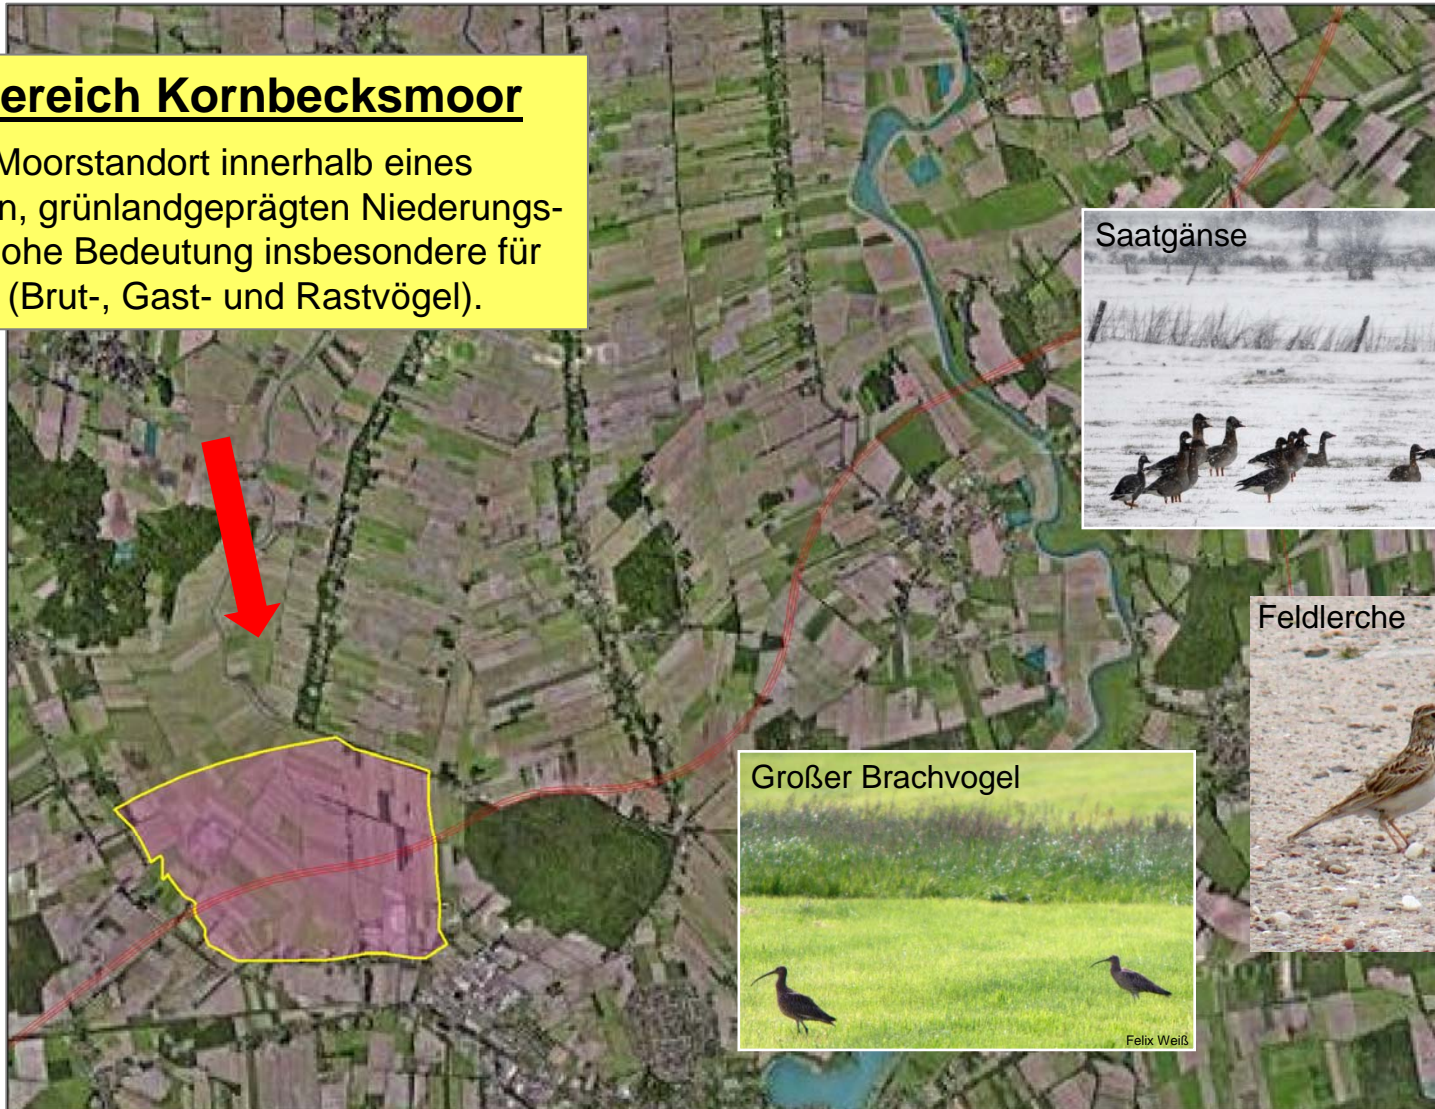 ereich Kornbecksmoor
Moorstandort innerhalb eines
n, grünlandgeprägten Niederungs-
ohe Bedeutung insbesondere für
(Brut-, Gast- und Rastvögel).
Saatgänse
Feldlerche
Großer Brachvogel
Felix Weiß